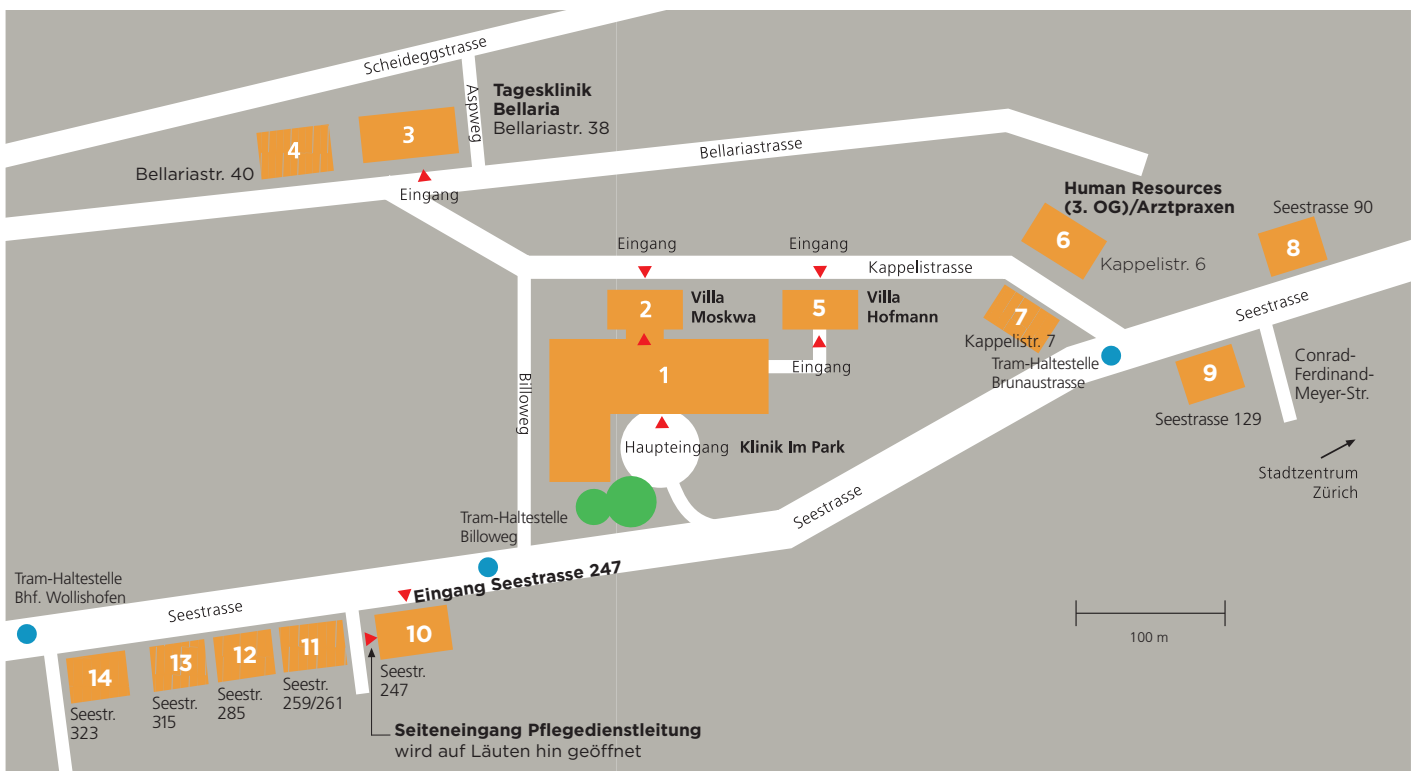 Scheideggstrasse
Aspweg
Tagesklinik
Bellaria
Bellariastr. 38
3
4
Bellariastr. 40
Bellariastrasse
Eingang
Human Resources
(3. OG)/Arztpraxen
Seestrasse 90
6
8
Kappelistr. 6
Eingang
Eingang
Kappelistrasse
2
Villa
Moskwa
5
Villa
Hofmann
7
Kappelistr. 7
Seestrasse
Tram-Haltestelle
Brunaustrasse
1
Eingang
9
Conrad-
Ferdinand-
Meyer-Str.
Seestrasse 129
Billoweg
Haupteingang
Klinik Im Park
Stadtzentrum
Zürich
Seestrasse
Tram-Haltestelle
Billoweg
Eingang Seestrasse 247
Tram-Haltestelle
Bhf. Wollishofen
Seestrasse
10
11
12
13
14
100 m
Seestr.
247
Seestr.
259/261
Seestr.
285
Seestr.
315
Seestr.
323
Seiteneingang Pflegedienstleitung
wird auf Läuten hin geöffnet